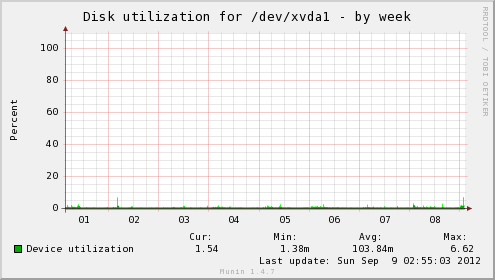 Disk utilization for /dev/xvda1 - by week
RRDTOOL / TOBI OETIKER
Percent
100
80
60
40
20
0
01 02 03 04 05 06 07 08
Cur: Min: Avg: Max:
Device utilization 1.54 1.38m 103.84m 6.62
Last update: Sun Sep 9 02:55:03 2012
Munin 1.4.7